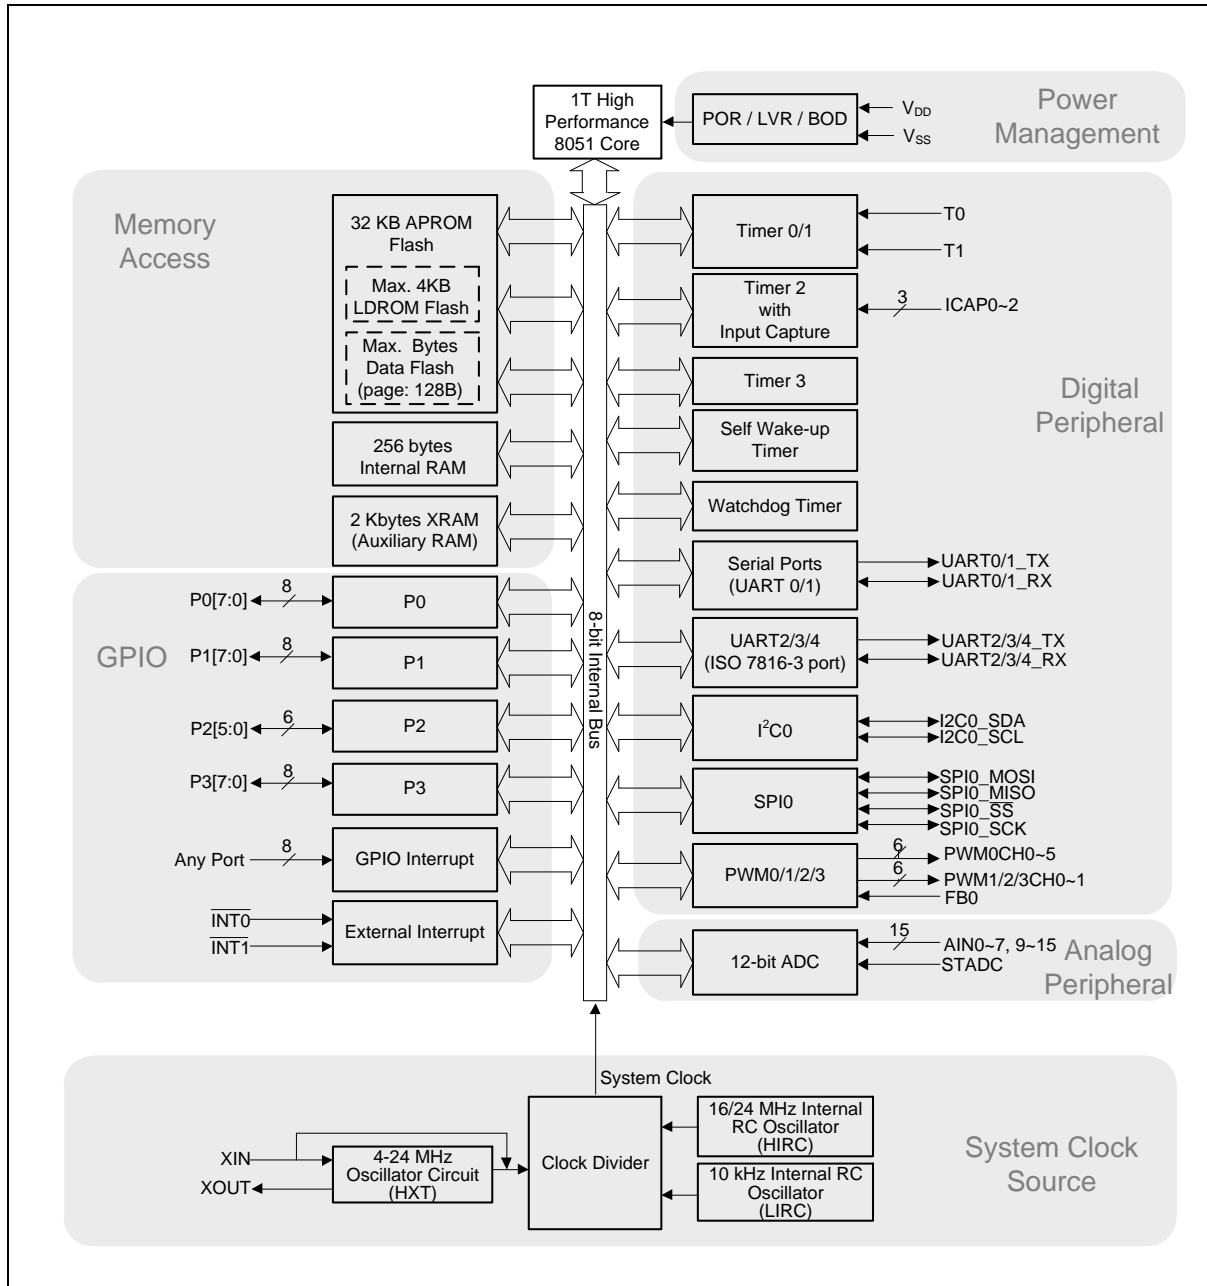 1T High
Performance
8051 Core
POR / LVR / BOD
VDD
VSS
Power
Management
Memory
Access
32 KB APROM
Flash
Max. 4KB
LDROM Flash
Max. Bytes
Data Flash
(page: 128B)
256 bytes
Internal RAM
2 Kbytes XRAM
(Auxiliary RAM)
GPIO
P0[7:0]
8
P0
P1[7:0]
8
P1
P2[5:0]
6
P2
P3[7:0]
8
P3
Any Port
8
GPIO Interrupt
INT0
INT1
External Interrupt
8-bit Internal Bus
Timer 0/1
T0
T1
Timer 2
with
Input Capture
3
ICAP0~2
Timer 3
Self Wake-up
Timer
Watchdog Timer
Digital
Peripheral
Serial Ports
(UART 0/1)
UART0/1_TX
UART0/1_RX
UART2/3/4
(ISO 7816-3 port)
UART2/3/4_TX
UART2/3/4_RX
I²C0
I2C0_SDA
I2C0_SCL
SPI0
SPI0_MOSI
SPI0_MISO
SPI0_SS
SPI0_SCK
PWM0/1/2/3
6
PWM0CH0~5
6
PWM1/2/3CH0~1
FB0
12-bit ADC
15
AIN0~7, 9~15
STADC
Analog
Peripheral
System Clock
XIN
XOUT
4-24 MHz
Oscillator Circuit
(HXT)
Clock Divider
16/24 MHz Internal
RC Oscillator
(HIRC)
10 kHz Internal RC
Oscillator
(LIRC)
System Clock
Source